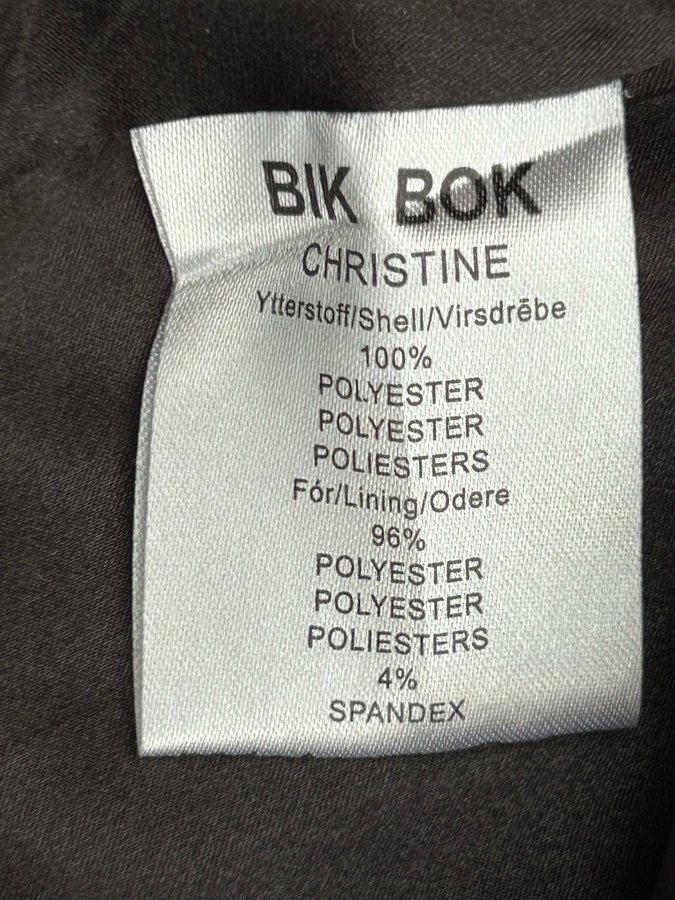 BIK BOK
CHRISTINE
Ytterstoff/Shell/Virsdrēbe
100%
POLYESTER
POLYESTER
POLIESTERS
Fór/Lining/Odere
96%
POLYESTER
POLYESTER
POLIESTERS
4%
SPANDEX